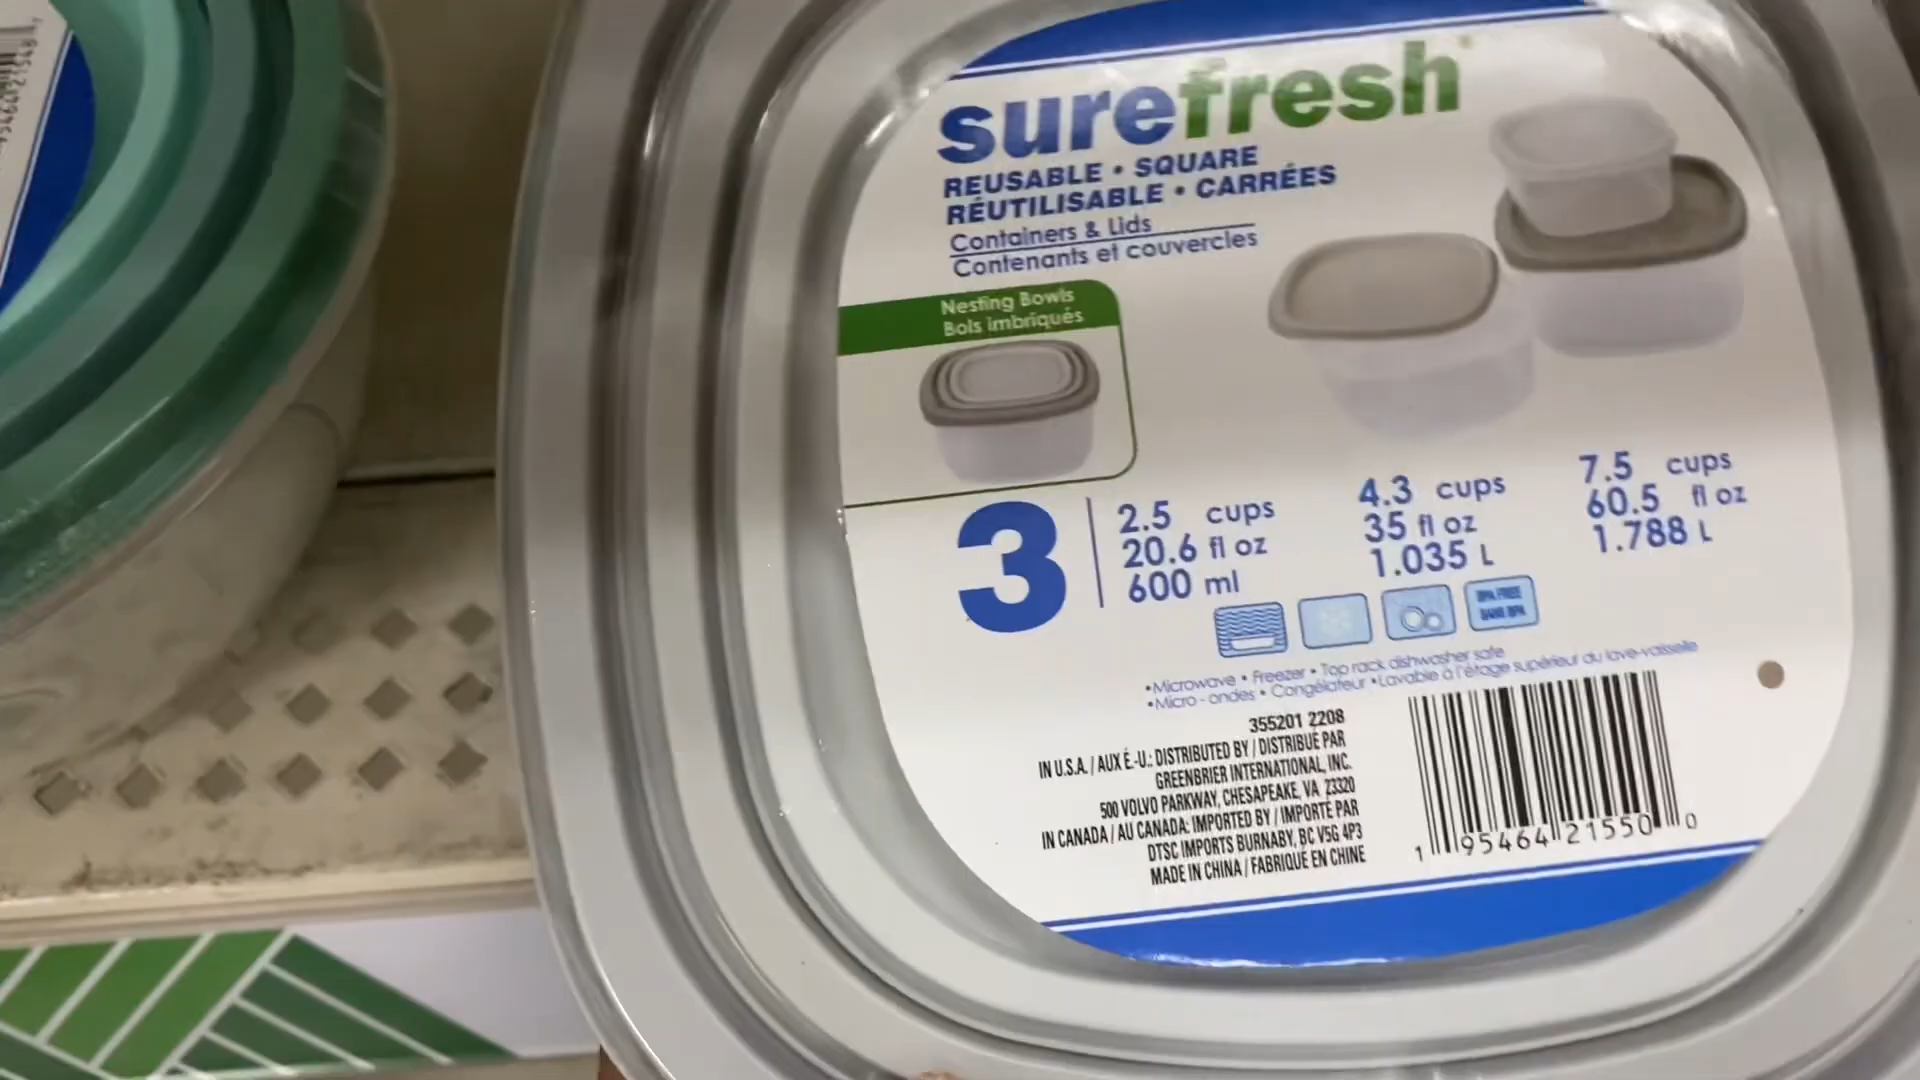 surefresh
REUSABLE • SQUARE
RÉUTILISABLE • CARRÉES
Containers & Lids
Contenants et couvercles
Nesting Bowls
Bols imbriqués
3
2.5 cups
20.6 fl oz
600 ml
4.3 cups
35 fl oz
1.035 L
7.5 cups
60.5 fl oz
1.788 L
BPA FREE
SANS BPA
•Microwave • Freezer • Top rack dishwasher safe
•Micro-ondes • Congélateur •Lavable à l'étage supérieur du lave-vaisselle
355201 2208
IN U.S.A. / AUX É.-U.: DISTRIBUTED BY / DISTRIBUÉ PAR
GREENBRIER INTERNATIONAL, INC.
500 VOLVO PARKWAY, CHESAPEAKE, VA 23320
IN CANADA / AU CANADA: IMPORTED BY / IMPORTÉ PAR
DTSC IMPORTS BURNABY, BC V5G 4P3
MADE IN CHINA / FABRIQUÉ EN CHINE
1 95464 21550 0